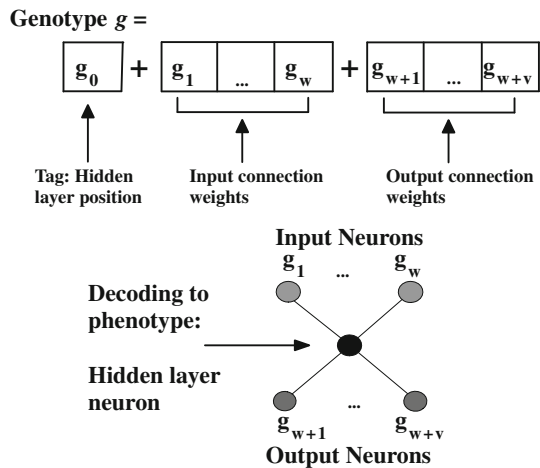 Genotype g =
g0 + g1 ... gw + gw+1 ... gw+v
Tag: Hidden layer position
Input connection weights
Output connection weights
Input Neurons
g1 ... gw
Decoding to phenotype:
Hidden layer neuron
gw+1 ... gw+v
Output Neurons